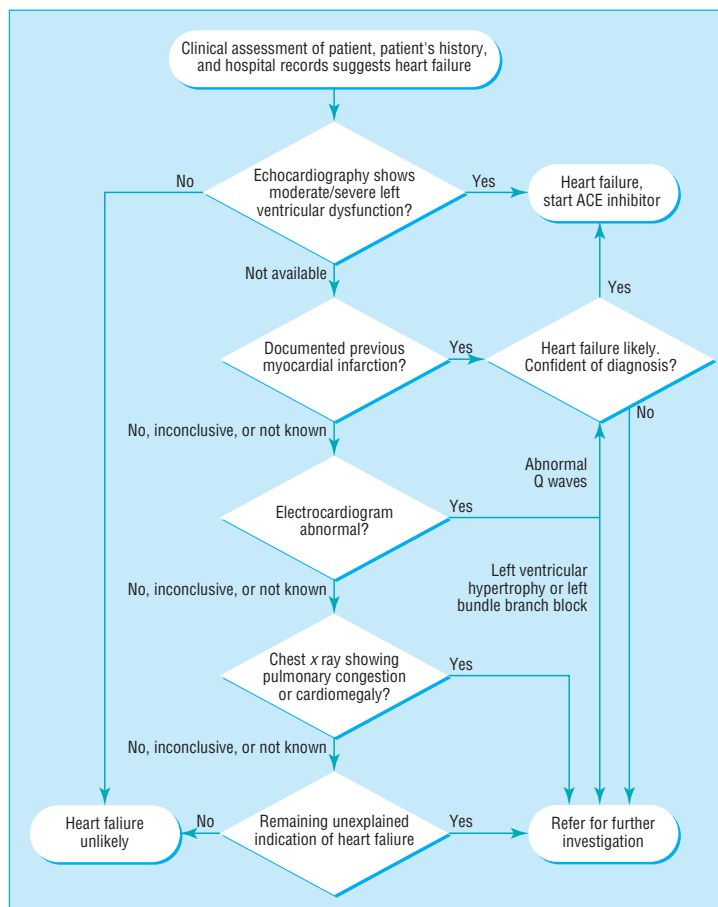 Clinical assessment of patient, patient's history,
and hospital records suggests heart failure
No
Echocardiography shows
moderate/severe left
ventricular dysfunction?
Yes
Heart failure,
start ACE inhibitor
Not available
Yes
Documented previous
myocardial infarction?
Yes
Heart failure likely.
Confident of diagnosis?
No
No, inconclusive, or not known
Abnormal
Q waves
Electrocardiogram
abnormal?
Yes
Left ventricular
hypertrophy or left
bundle branch block
No, inconclusive, or not known
Chest x ray showing
pulmonary congestion
or cardiomegaly?
Yes
No, inconclusive, or not known
Heart faliure
unlikely
No
Remaining unexplained
indication of heart faliure
Yes
Refer for further
investigation